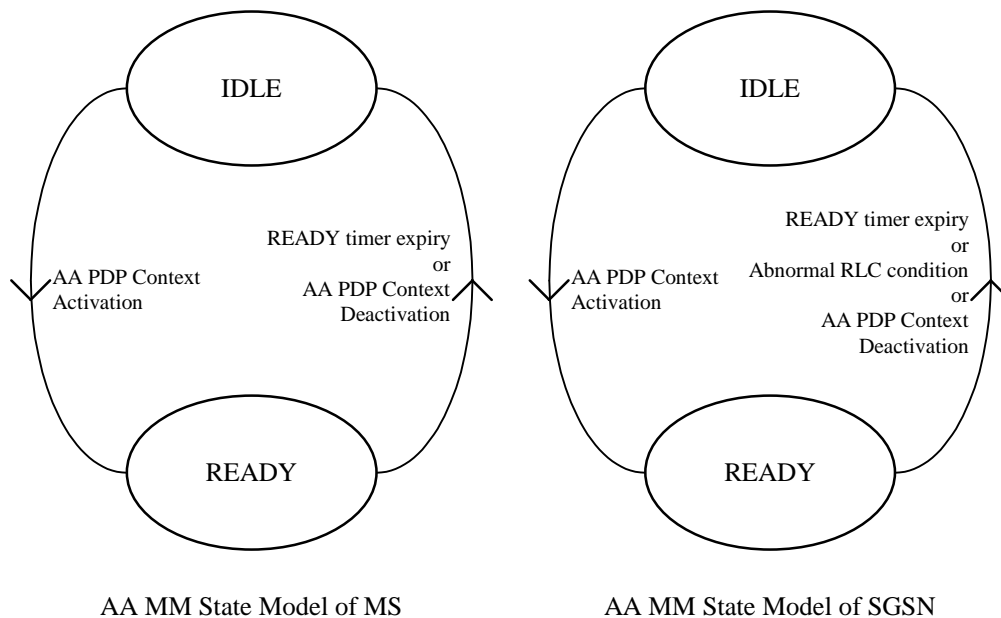 IDLE
READY timer expiry
or
AA PDP Context
Deactivation
AA PDP Context
Activation
READY
AA MM State Model of MS
IDLE
READY timer expiry
or
Abnormal RLC condition
or
AA PDP Context
Deactivation
AA PDP Context
Activation
READY
AA MM State Model of SGSN